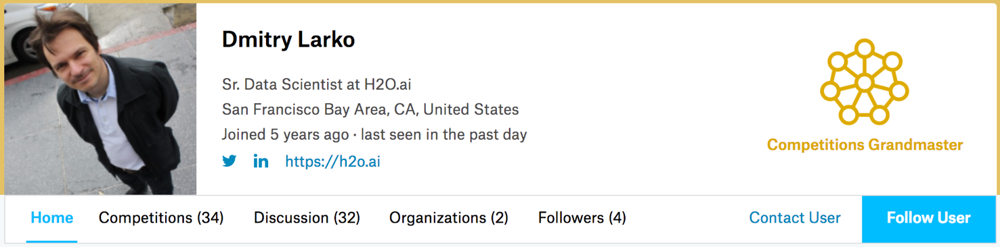 Dmitry Larko
Sr. Data Scientist at H2O.ai
San Francisco Bay Area, CA, United States
Joined 5 years ago · last seen in the past day
in https://h2o.ai
Competitions Grandmaster
Home Competitions (34) Discussion (32) Organizations (2) Followers (4) Contact User Follow User